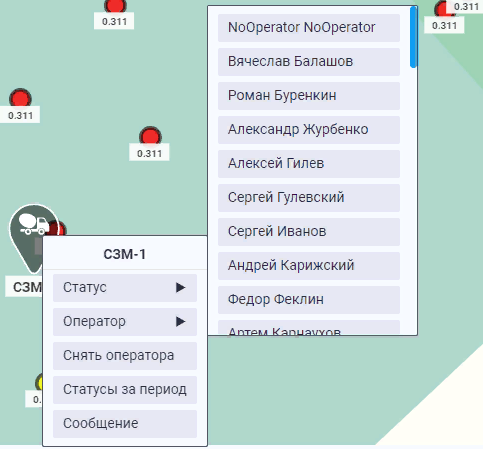 0.311
0.311
0.311
0.311
0.311
NoOperator NoOperator
Вячеслав Балашов
Роман Буренкин
Александр Журбенко
Алексей Гилев
Сергей Гулевский
Сергей Иванов
Андрей Карижский
Федор Феклин
Артем Карнаухов
СЗМ
СЗМ-1
Статус
Оператор
Снять оператора
Статусы за период
Сообщение
0.